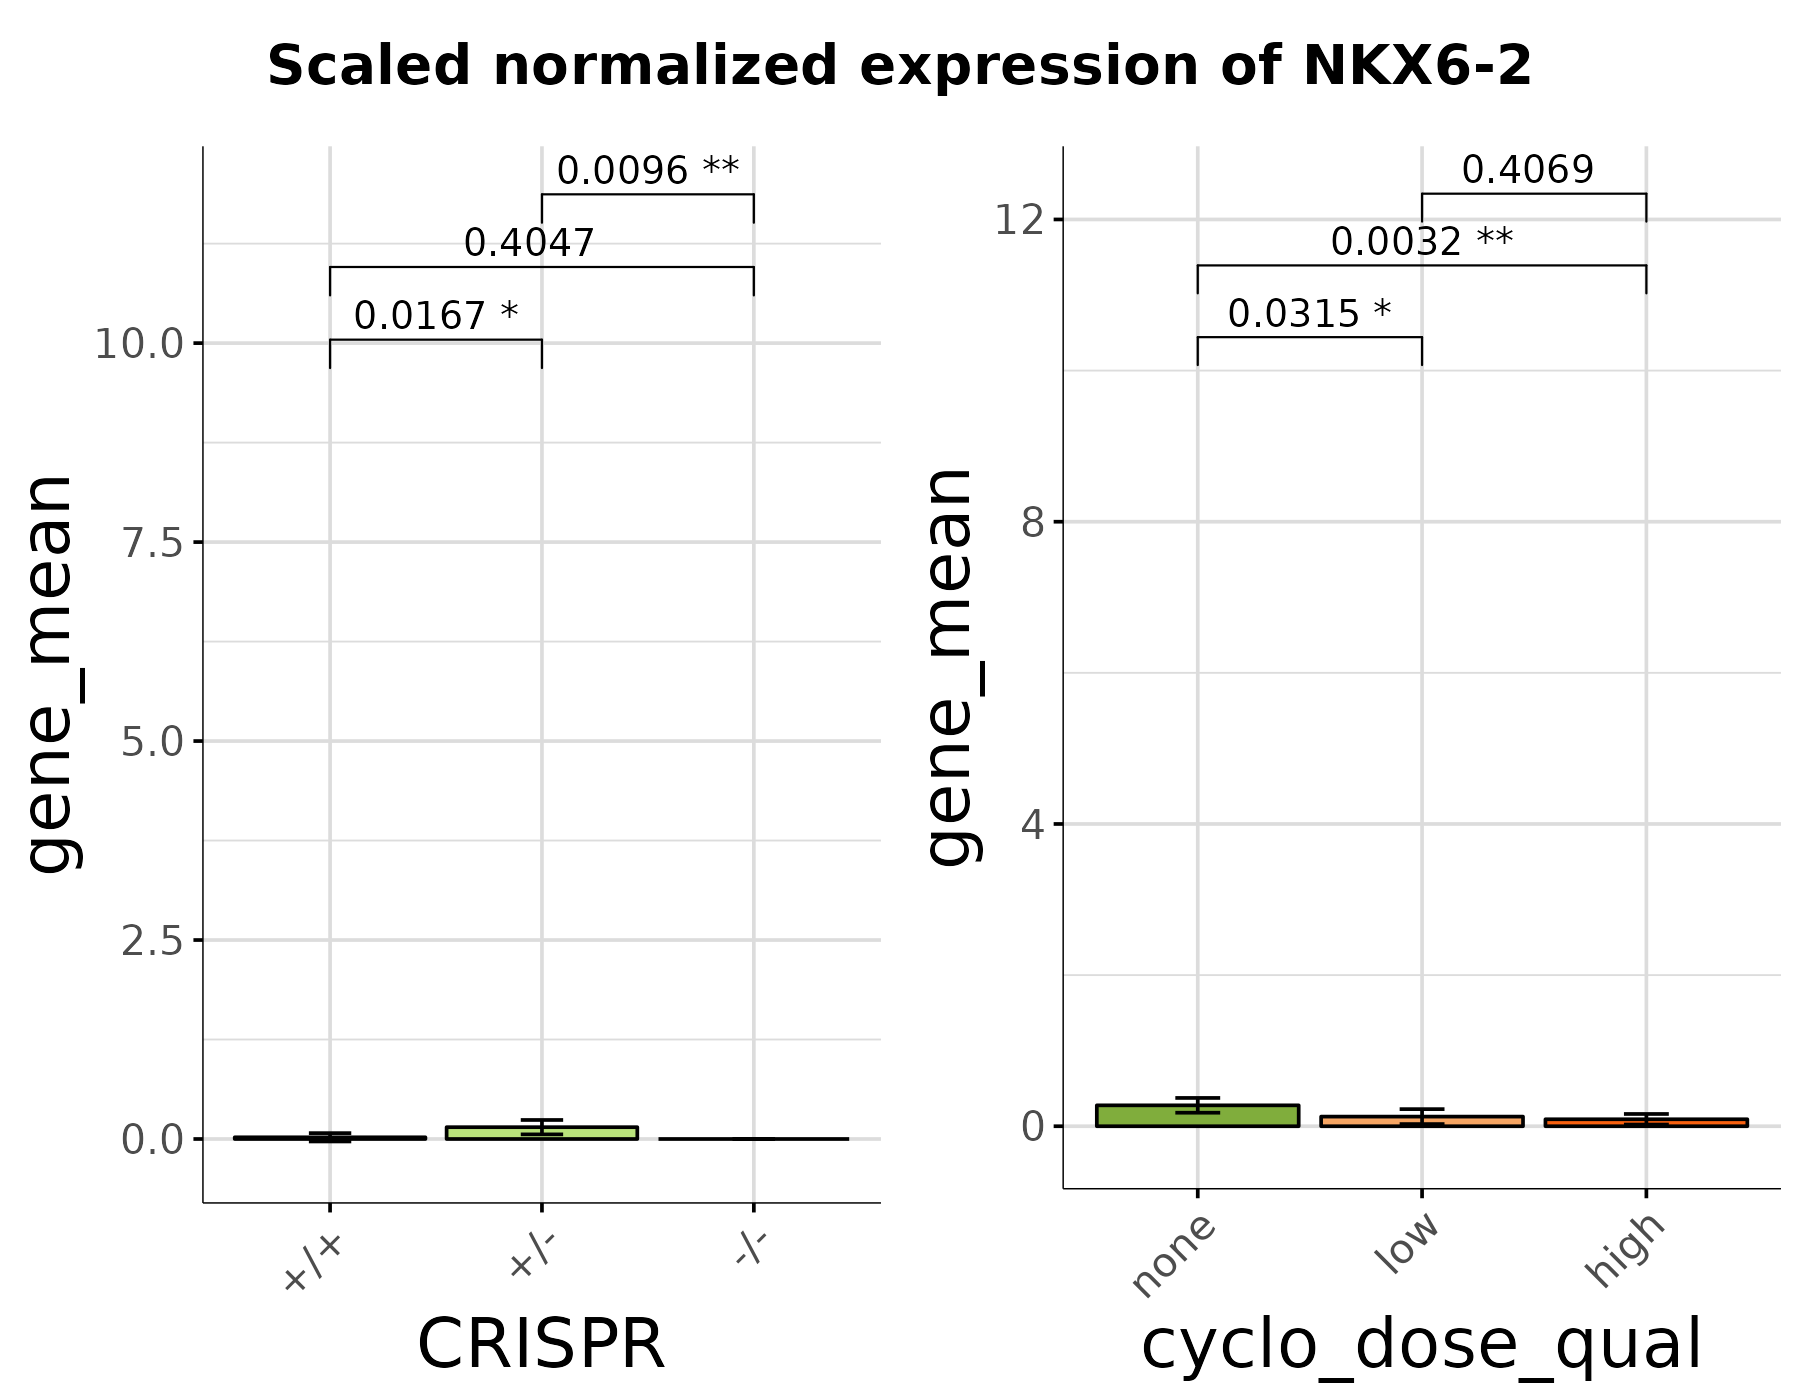 Scaled normalized expression of NKX6-2
gene_mean
10.0
7.5
5.0
2.5
0.0
0.0096 **
0.4047
0.0167 *
+/+
+/-
-/-
CRISPR
gene_mean
12
8
4
0
0.4069
0.0032 **
0.0315 *
none
low
high
cyclo_dose_qual